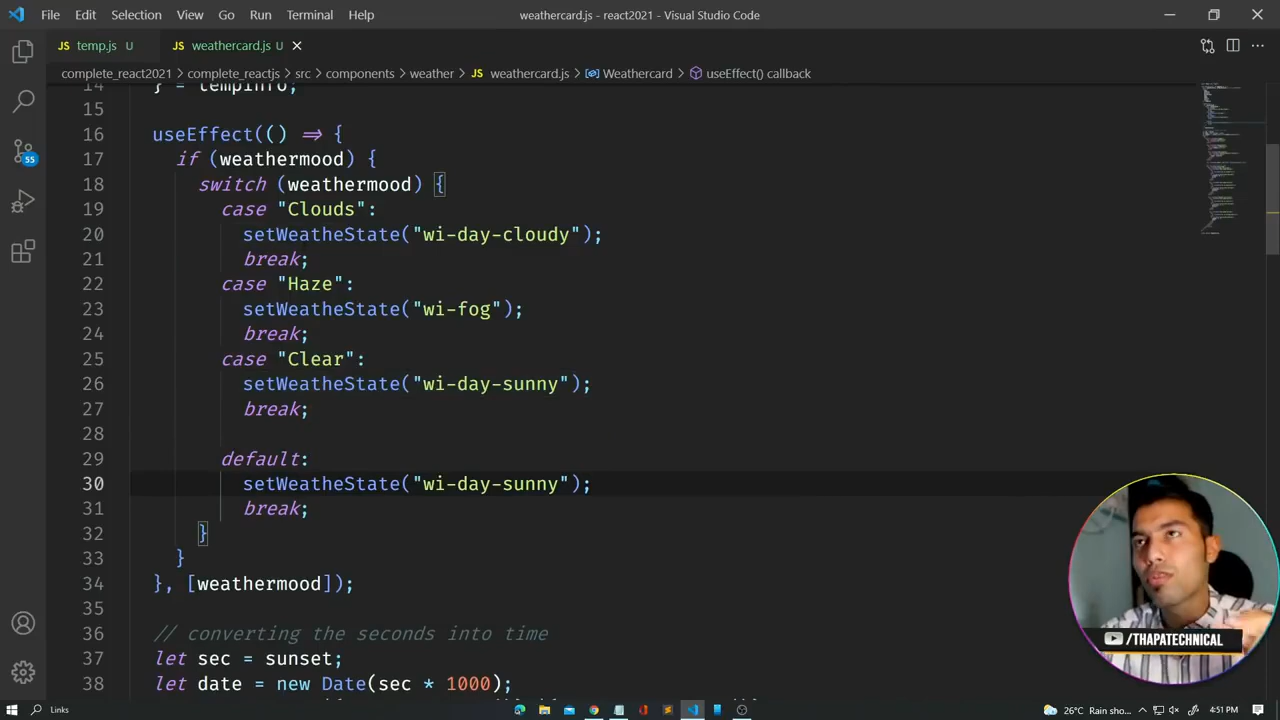 File Edit Selection View Go Run Terminal Help weathercard.js - react2021 - Visual Studio Code
JS temp.js U JS weathercard.js U
complete_react2021 > complete_reactjs > src > components > weather > JS weathercard.js > Weathercard > useEffect() callback
14 } = tempInfo;
15
16 useEffect(() => {
17 if (weathermood) {
18 switch (weathermood) {
19 case "Clouds":
20 setWeatheState("wi-day-cloudy");
21 break;
22 case "Haze":
23 setWeatheState("wi-fog");
24 break;
25 case "Clear":
26 setWeatheState("wi-day-sunny");
27 break;
28
29 default:
30 setWeatheState("wi-day-sunny");
31 break;
32 }
33 }
34 }, [weathermood]);
35
36 // converting the seconds into time
37 let sec = sunset;
38 let date = new Date(sec * 1000);
55
/THAPATECHNICAL
Links 26°C Rain sho... 4:51 PM